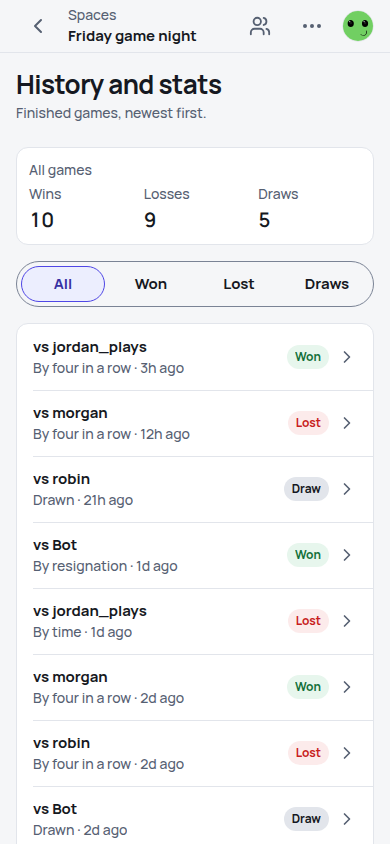 Spaces
Friday game night
History and stats
Finished games, newest first.
All games
Wins Losses Draws
10 9 5
All Won Lost Draws
vs jordan_plays
By four in a row · 3h ago
Won
vs morgan
By four in a row · 12h ago
Lost
vs robin
Drawn · 21h ago
Draw
vs Bot
By resignation · 1d ago
Won
vs jordan_plays
By time · 1d ago
Lost
vs morgan
By four in a row · 2d ago
Won
vs robin
By four in a row · 2d ago
Lost
vs Bot
Drawn · 2d ago
Draw